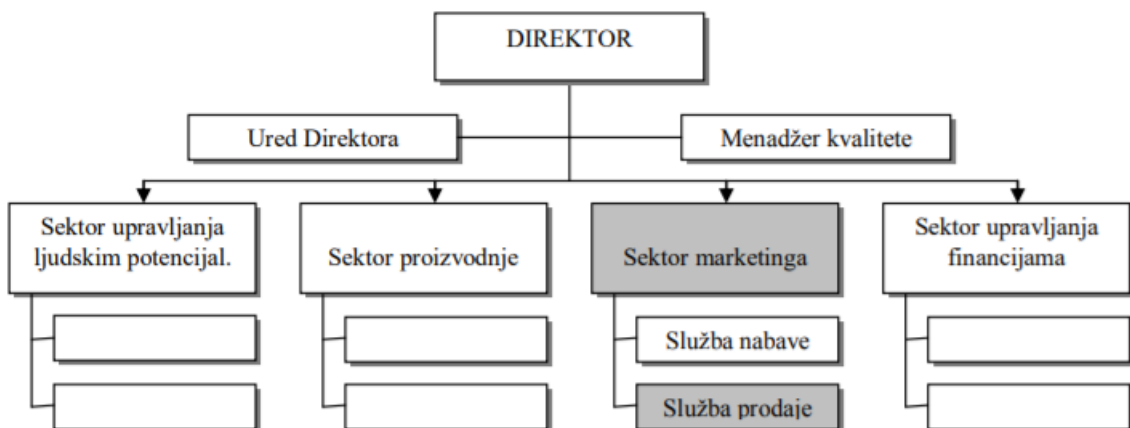 DIREKTOR
Ured Direktora
Menadžer kvalitete
Sektor upravljanja
ljudskim potencijal.
Sektor proizvodnje
Sektor marketinga
Sektor upravljanja
financijama
Služba nabave
Služba prodaje